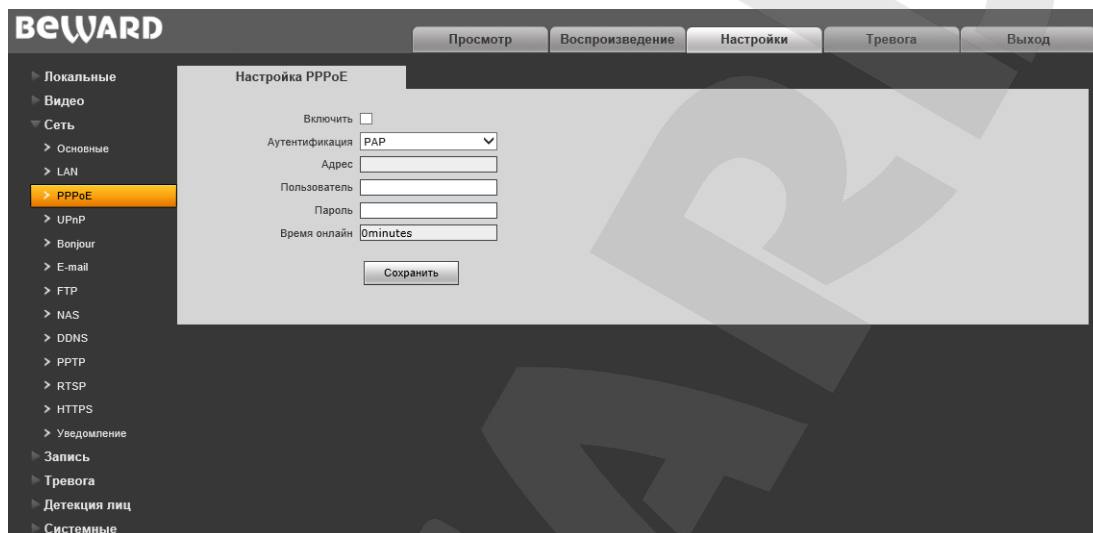 BEWARD
Просмотр
Воспроизведение
Настройки
Тревога
Выход
Локальные
Видео
Сеть
Основные
LAN
PPPoE
UPnP
Bonjour
E-mail
FTP
NAS
DDNS
PPTP
RTSP
HTTPS
Уведомление
Запись
Тревога
Детекция лиц
Системные
Настройка PPPoE
Включить
Аутентификация PAP
Адрес
Пользователь
Пароль
Время онлайн 0minutes
Сохранить